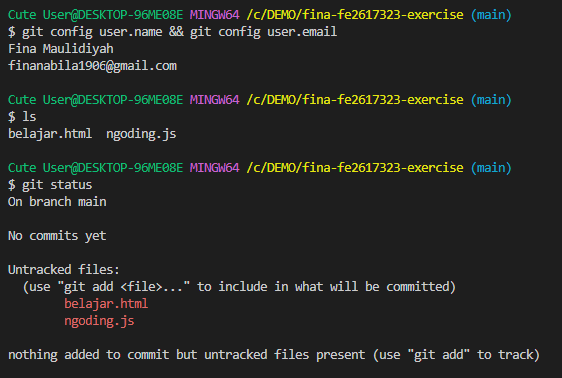 Cute User@DESKTOP-96ME08E MINGW64 /c/DEMO/fina-fe2617323-exercise (main)
$ git config user.name && git config user.email
Fina Maulidiyah
finanabila1906@gmail.com
Cute User@DESKTOP-96ME08E MINGW64 /c/DEMO/fina-fe2617323-exercise (main)
$ ls
belajar.html  ngoding.js
Cute User@DESKTOP-96ME08E MINGW64 /c/DEMO/fina-fe2617323-exercise (main)
$ git status
On branch main
No commits yet
Untracked files:
  (use "git add <file>..." to include in what will be committed)
        belajar.html
        ngoding.js
nothing added to commit but untracked files present (use "git add" to track)